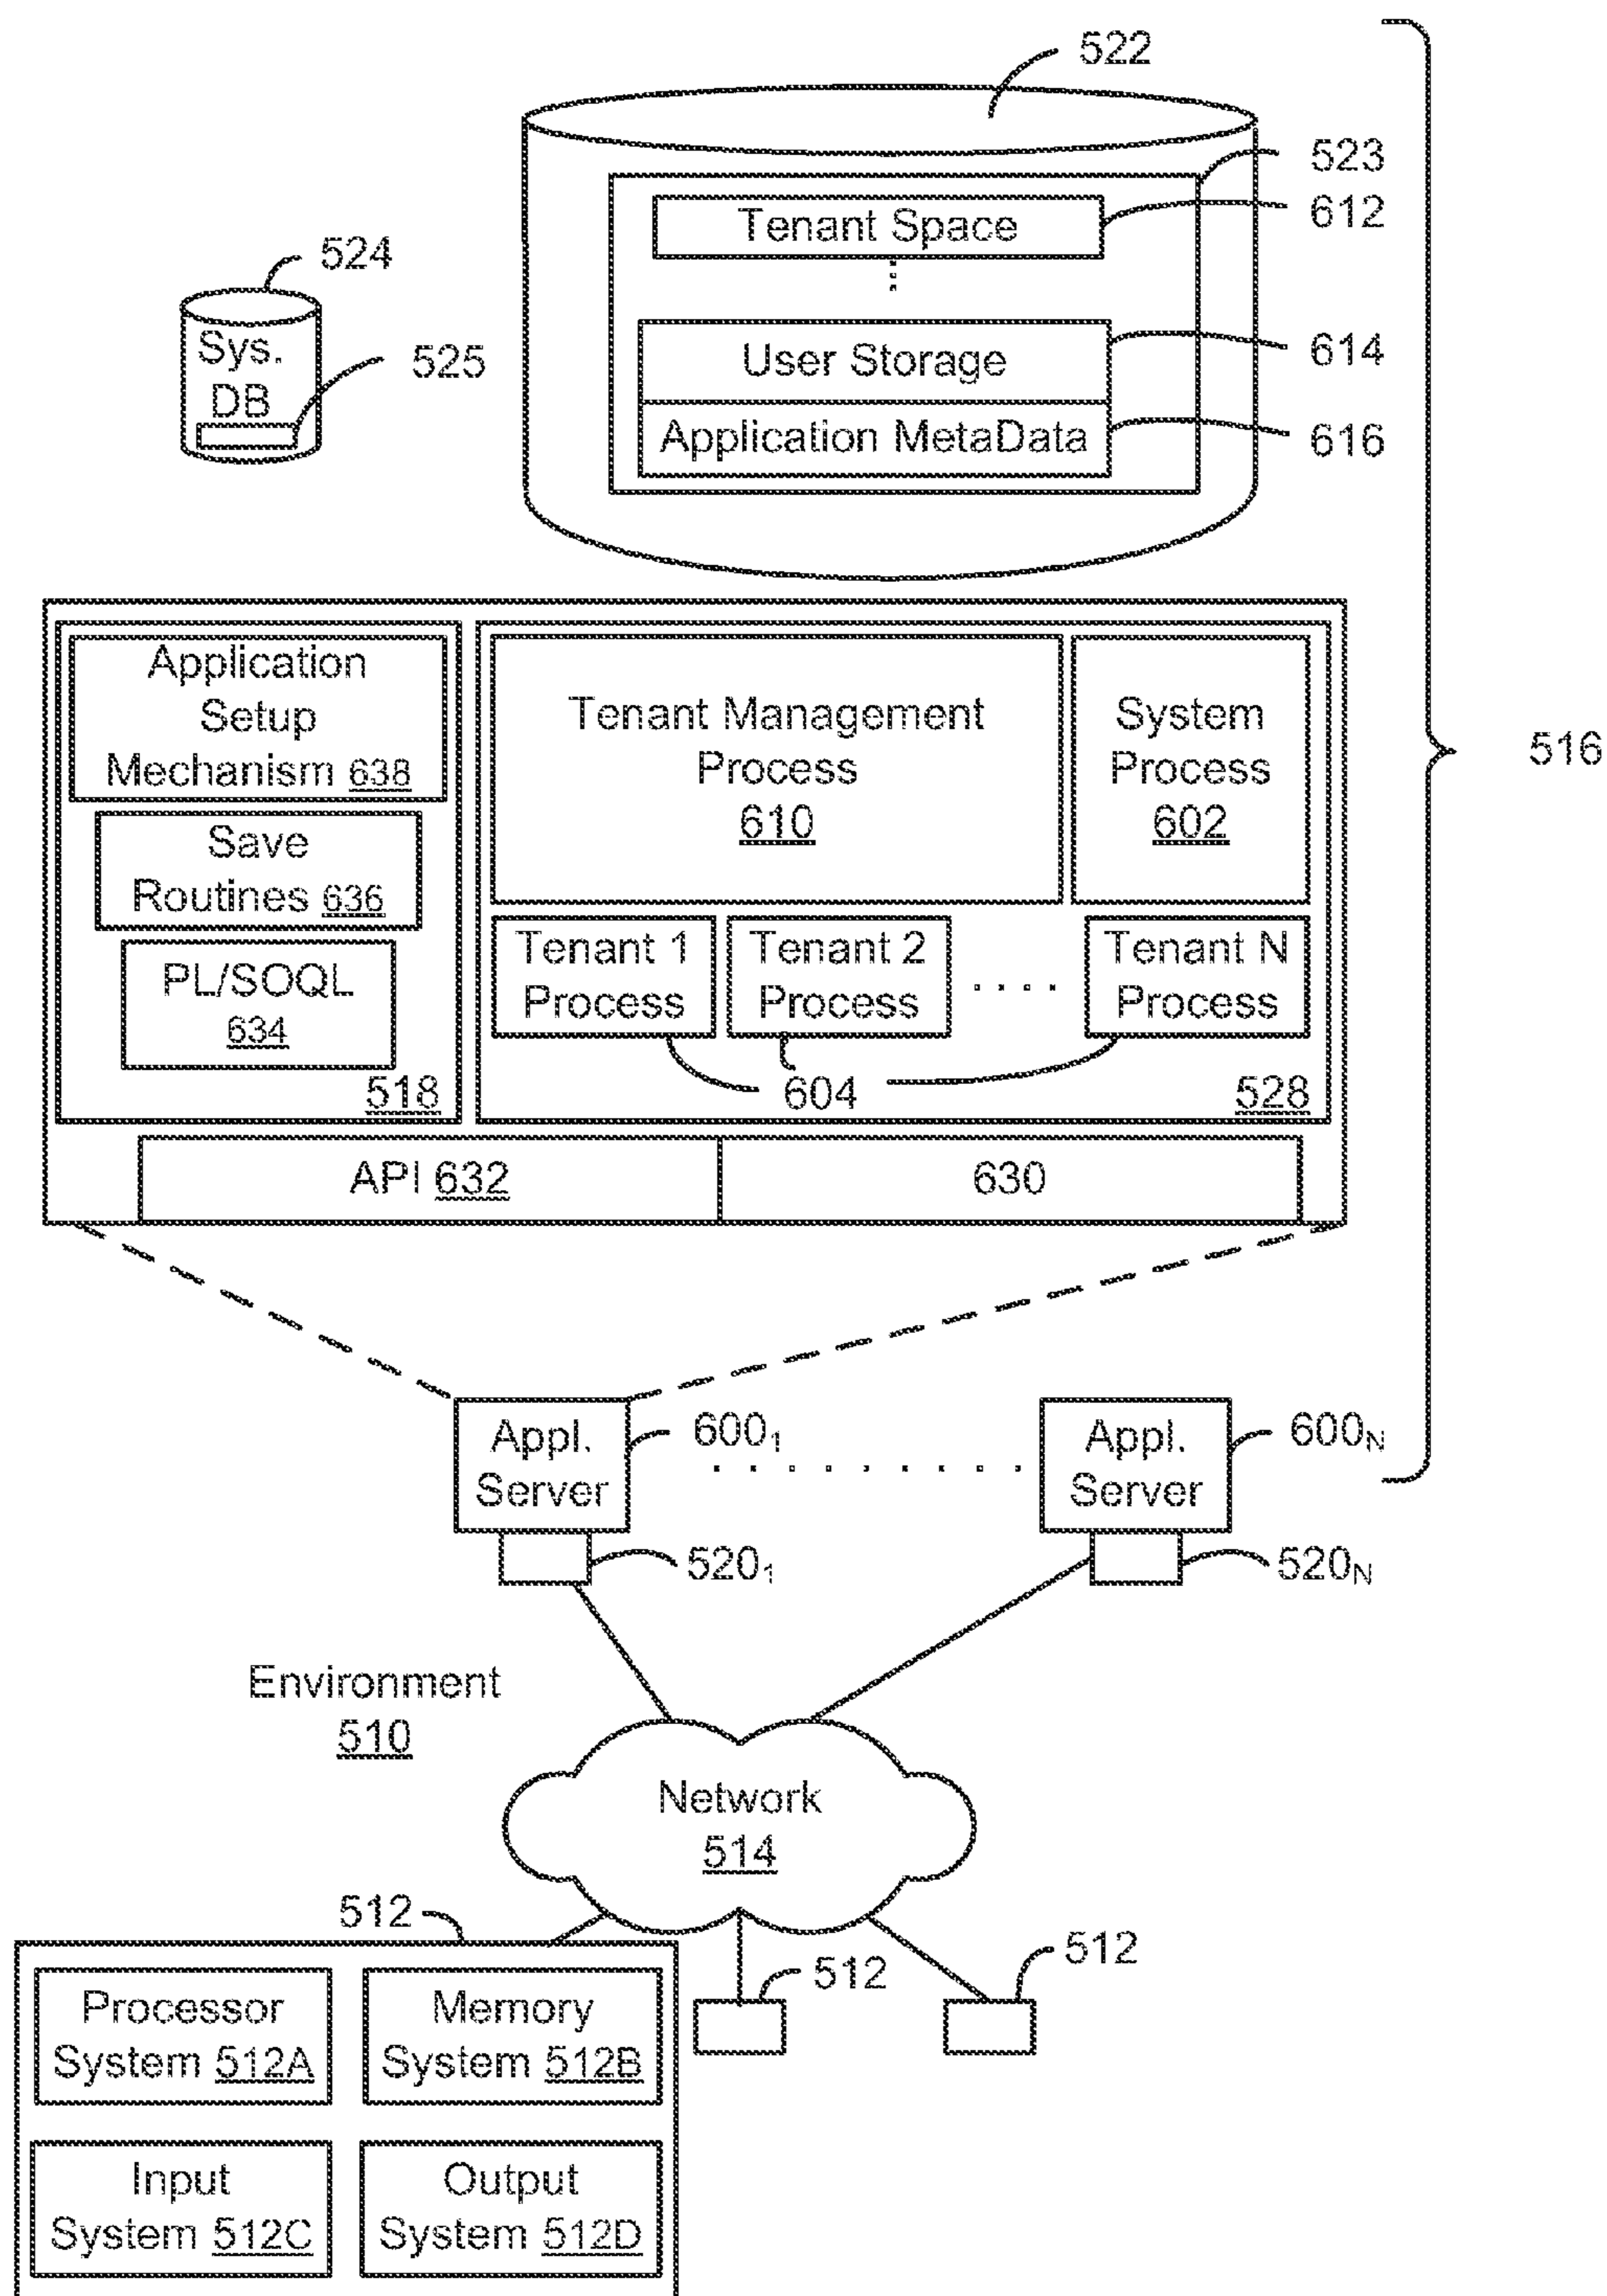 522
523
Tenant Space
612
524
Sys.
DB
525
User Storage
614
Application MetaData
616
516
Application
Setup
Mechanism 638
Save
Routines 636
PL/SOQL
634
518
Tenant Management
Process
610
System
Process
602
Tenant 1
Process
Tenant 2
Process
Tenant N
Process
604
528
API 632
630
Appl.
Server
600₁
Appl.
Server
600N
520₁
520N
Environment
510
Network
514
512
512
512
Processor
System 512A
Memory
System 512B
Input
System 512C
Output
System 512D